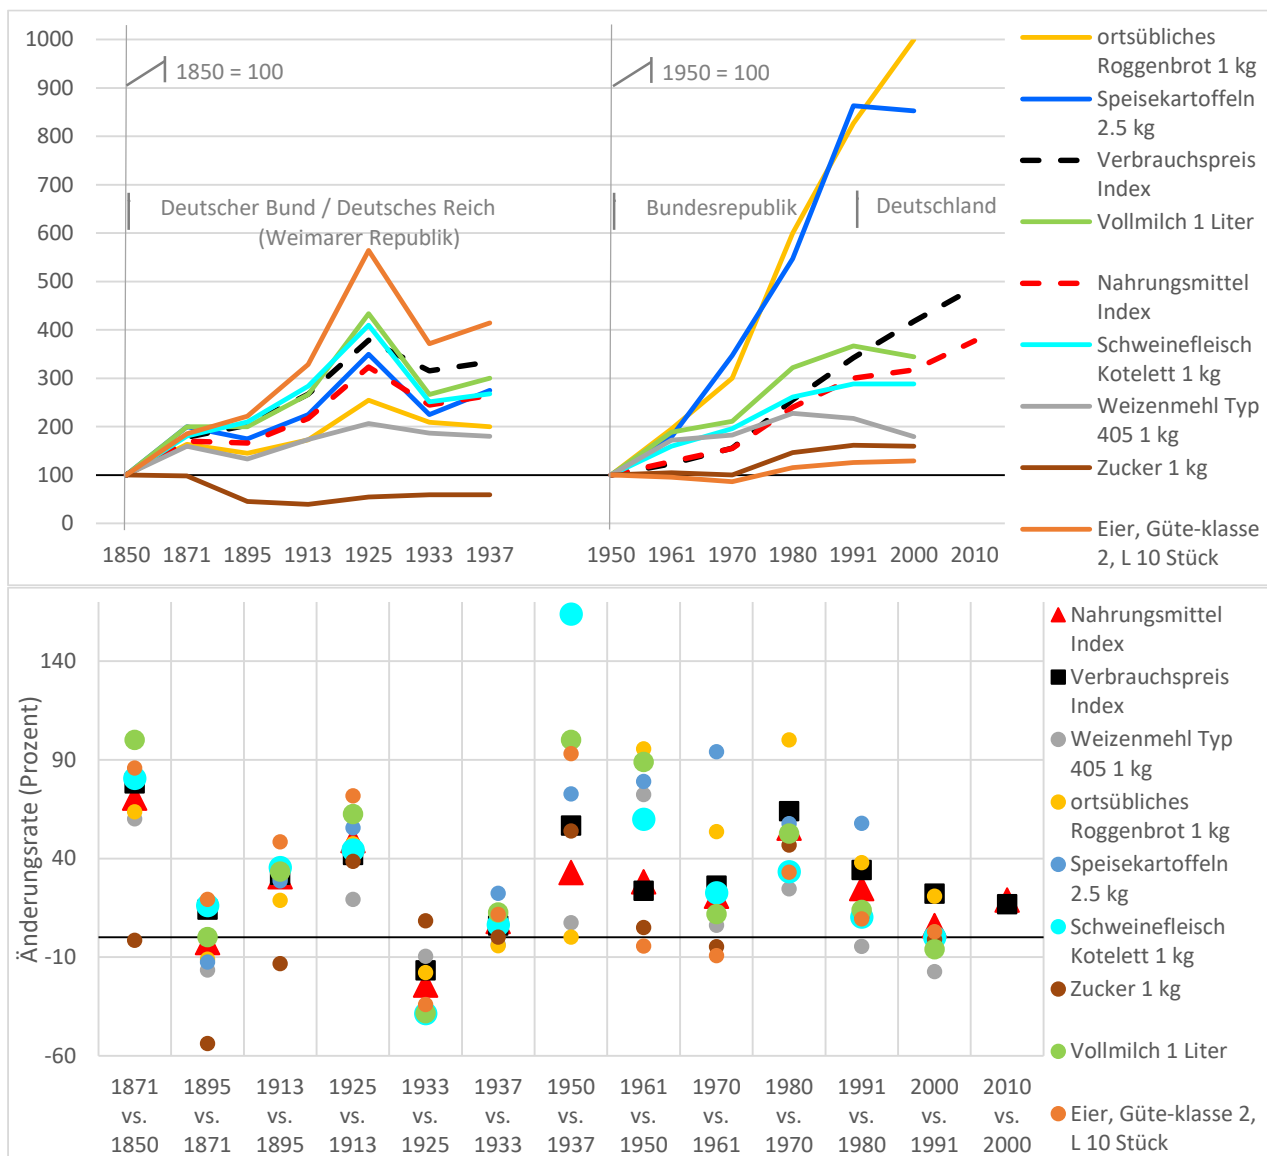 1000
900
800
700
600
500
400
300
200
100
0
1850 = 100
1950 = 100
Deutscher Bund / Deutsches Reich
(Weimarer Republik)
Bundesrepublik
Deutschland
1850 1871 1895 1913 1925 1933 1937 1950 1961 1970 1980 1991 2000 2010
ortsübliches
Roggenbrot 1 kg
Speisekartoffeln
2.5 kg
Verbrauchspreis
Index
Vollmilch 1 Liter
Nahrungsmittel
Index
Schweinefleisch
Kotelett 1 kg
Weizenmehl Typ
405 1 kg
Zucker 1 kg
Eier, Güte-klasse
2, L 10 Stück
Änderungsrate (Prozent)
140
90
40
-10
-60
1871 1895 1913 1925 1933 1937 1950 1961 1970 1980 1991 2000 2010
vs. vs. vs. vs. vs. vs. vs. vs. vs. vs. vs. vs. vs.
1850 1871 1895 1913 1925 1933 1937 1950 1961 1970 1980 1991 2000
Nahrungsmittel
Index
Verbrauchspreis
Index
Weizenmehl Typ
405 1 kg
ortsübliches
Roggenbrot 1 kg
Speisekartoffeln
2.5 kg
Schweinefleisch
Kotelett 1 kg
Zucker 1 kg
Vollmilch 1 Liter
Eier, Güte-klasse 2,
L 10 Stück